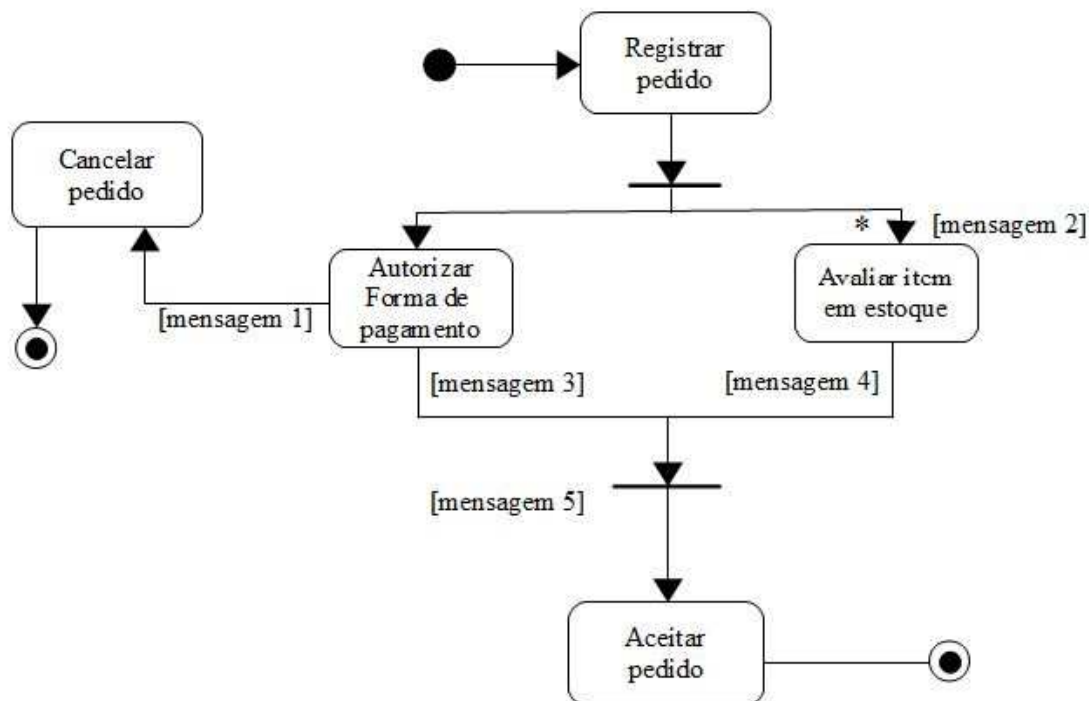 Registrar
pedido
Cancelar
pedido
*
[mensagem 2]
Autorizar
Forma de
pagamento
Avaliar itcm
em estoque
[mensagem 1]
[mensagem 3]
[mensagem 4]
[mensagem 5]
Aceitar
pedido